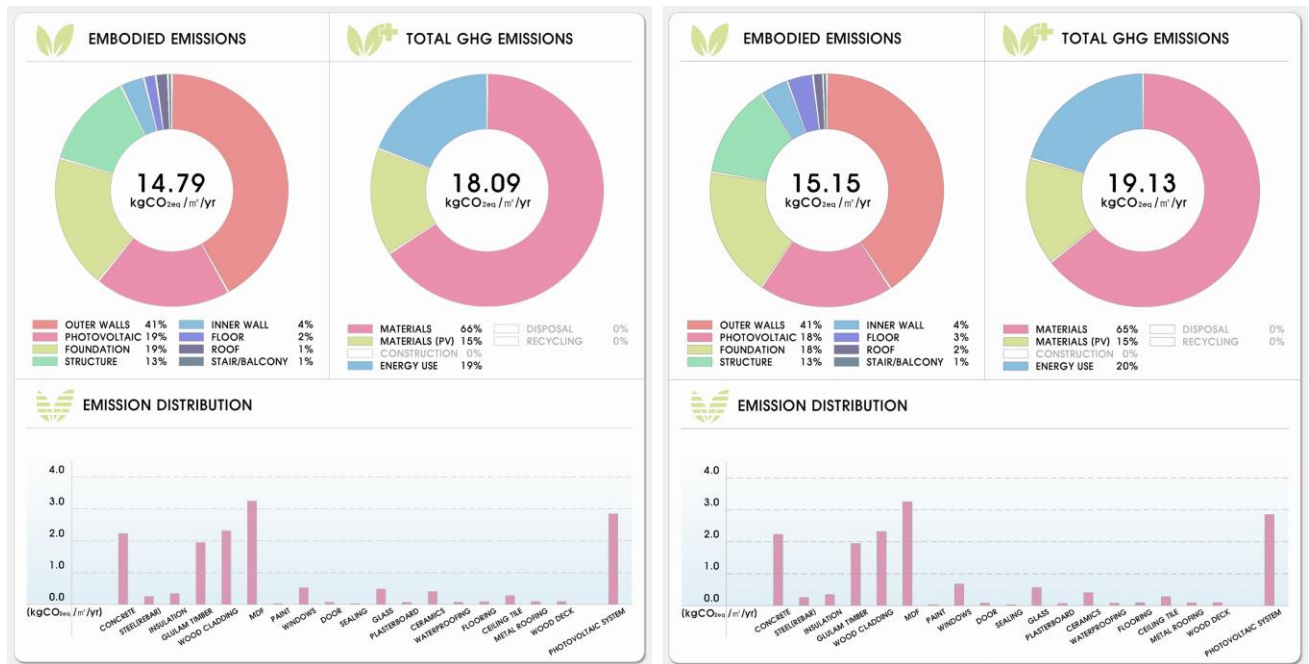 EMBODIED EMISSIONS
14.79
kgCO2eq /㎡/yr
OUTER WALLS 41%
PHOTOVOLTAIC 19%
FOUNDATION 19%
STRUCTURE 13%
INNER WALL 4%
FLOOR 2%
ROOF 1%
STAIR/BALCONY 1%
TOTAL GHG EMISSIONS
18.09
kgCO2eq /㎡/yr
MATERIALS 66%
MATERIALS (PV) 15%
CONSTRUCTION 0%
ENERGY USE 19%
DISPOSAL 0%
RECYCLING 0%
EMISSION DISTRIBUTION
4.0
3.0
2.0
1.0
0.0
(kgCO2eq /㎡/yr)
CONCRETE
STEEL(REBAR)
INSULATION
GLULAM TIMBER
WOOD CLADDING
MDF
PAINT
WINDOWS
DOOR
SEALING
GLASS
PLASTERBOARD
CERAMICS
WATERPROOFING
FLOORING
CEILING TILE
METAL ROOFING
WOOD DECK
PHOTOVOLTAIC SYSTEM
EMBODIED EMISSIONS
15.15
kgCO2eq /㎡/yr
OUTER WALLS 41%
PHOTOVOLTAIC 18%
FOUNDATION 18%
STRUCTURE 13%
INNER WALL 4%
FLOOR 3%
ROOF 2%
STAIR/BALCONY 1%
TOTAL GHG EMISSIONS
19.13
kgCO2eq /㎡/yr
MATERIALS 65%
MATERIALS (PV) 15%
CONSTRUCTION 0%
ENERGY USE 20%
DISPOSAL 0%
RECYCLING 0%
EMISSION DISTRIBUTION
4.0
3.0
2.0
1.0
0.0
(kgCO2eq /㎡/yr)
CONCRETE
STEEL(REBAR)
INSULATION
GLULAM TIMBER
WOOD CLADDING
MDF
PAINT
WINDOWS
DOOR
SEALING
GLASS
PLASTERBOARD
CERAMICS
WATERPROOFING
FLOORING
CEILING TILE
METAL ROOFING
WOOD DECK
PHOTOVOLTAIC SYSTEM